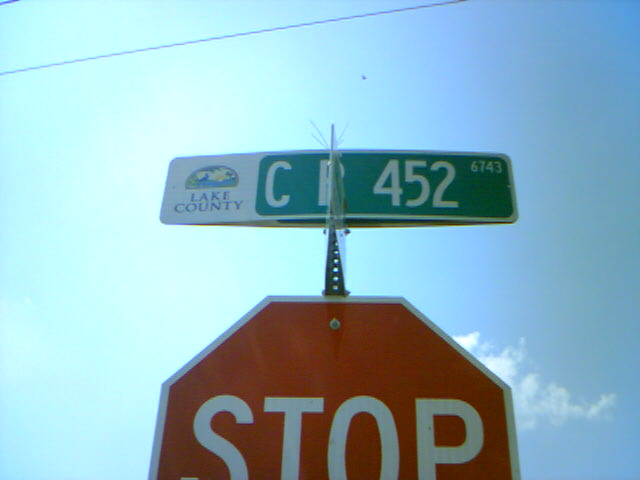 LAKE
COUNTY
C R 452
6743
STOP